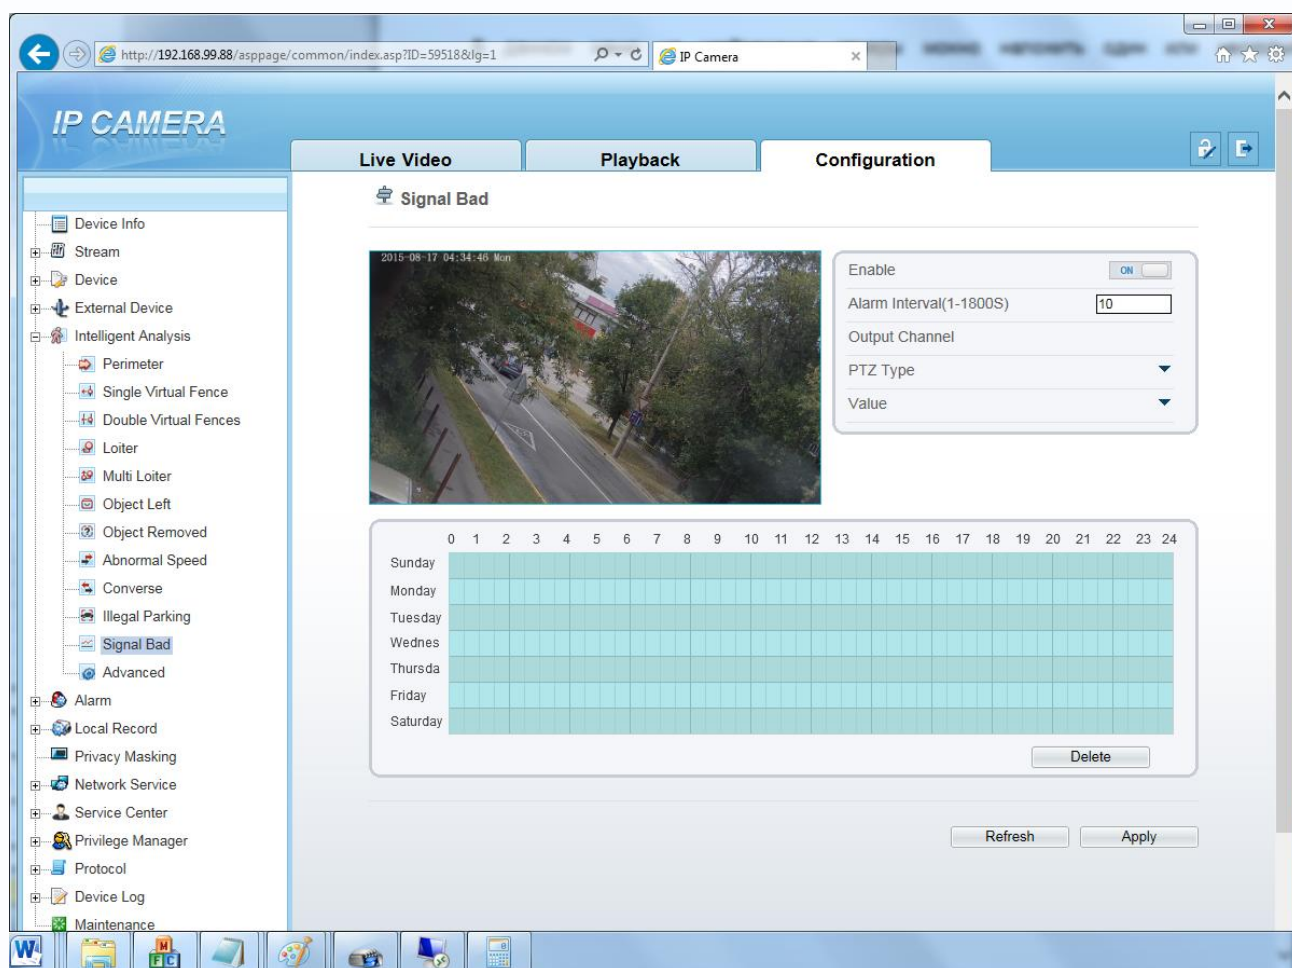 http://192.168.99.88/asppage/common/index.asp?ID=59518&lg=1
IP Camera
IP CAMERA
Live Video
Playback
Configuration
Signal Bad
Device Info
Stream
Device
External Device
Intelligent Analysis
Perimeter
Single Virtual Fence
Double Virtual Fences
Loiter
Multi Loiter
Object Left
Object Removed
Abnormal Speed
Converse
Illegal Parking
Signal Bad
Advanced
Alarm
Local Record
Privacy Masking
Network Service
Service Center
Privilege Manager
Protocol
Device Log
Maintenance
2015-08-17 04:34:46 Mon
Enable ON
Alarm Interval(1-1800S) 10
Output Channel
PTZ Type
Value
0 1 2 3 4 5 6 7 8 9 10 11 12 13 14 15 16 17 18 19 20 21 22 23 24
Sunday
Monday
Tuesday
Wednes
Thursda
Friday
Saturday
Delete
Refresh Apply